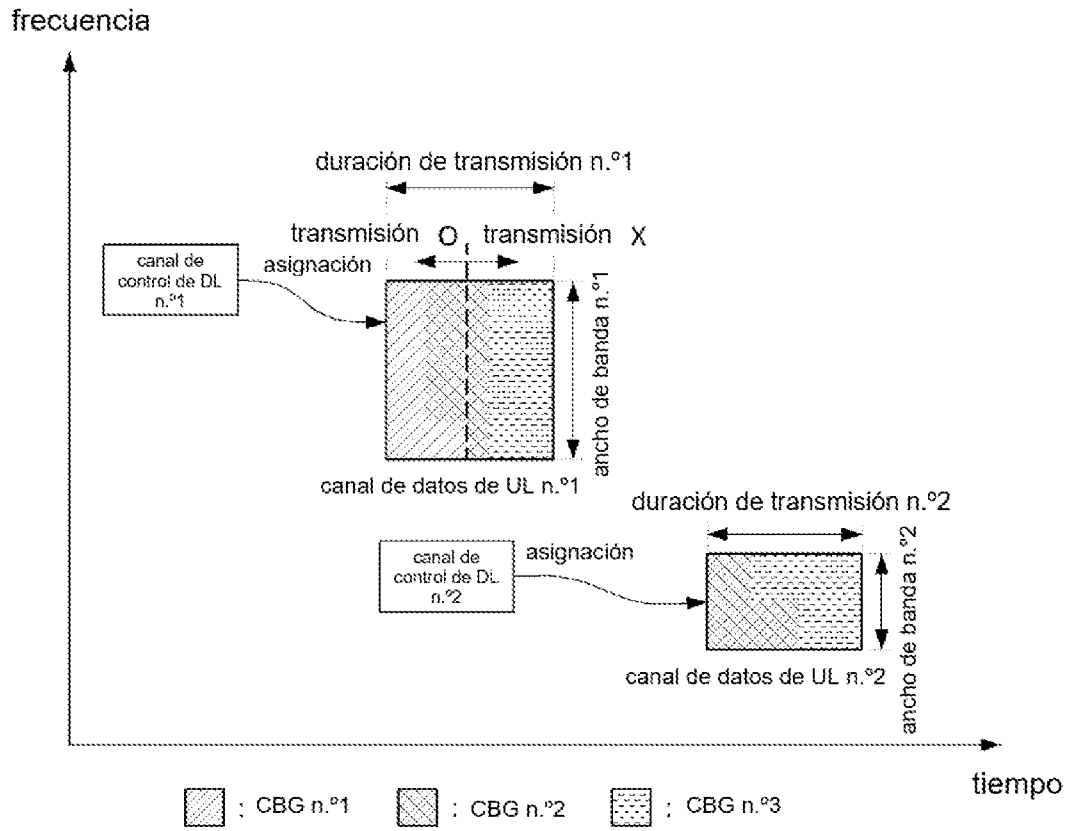 frecuencia
duración de transmisión n.º1
transmisión O transmisión X
asignación
canal de
control de DL
n.º1
ancho de banda n.º1
canal de datos de UL n.º1
duración de transmisión n.º2
asignación
canal de
control de DL
n.º2
ancho de banda n.º2
canal de datos de UL n.º2
tiempo
: CBG n.º1 : CBG n.º2 : CBG n.º3